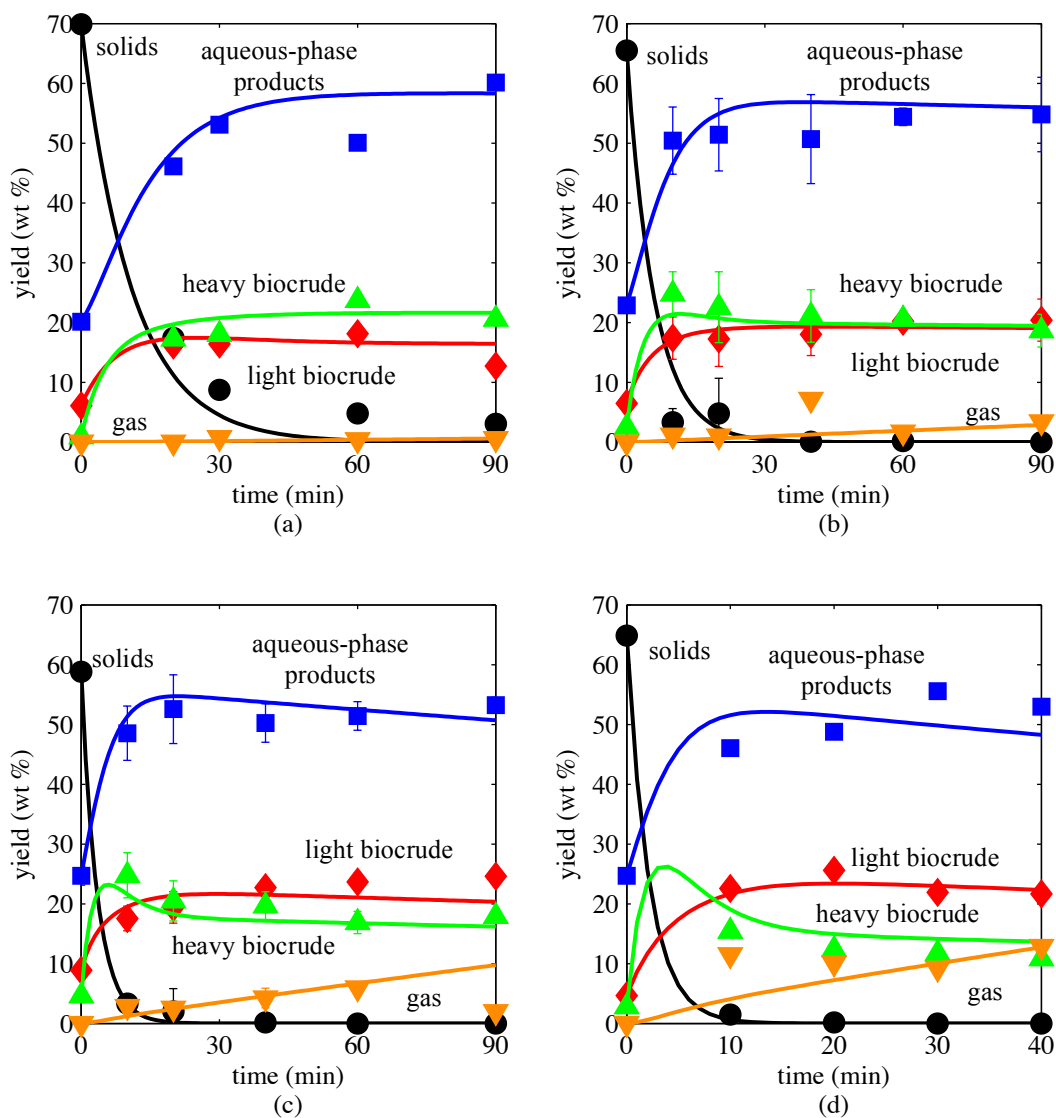 70
60
50
40
30
20
10
0
yield (wt %)
solids
aqueous-phase
products
heavy biocrude
light biocrude
gas
0
30
60
90
time (min)
(a)
70
60
50
40
30
20
10
0
yield (wt %)
solids
aqueous-phase
products
heavy biocrude
light biocrude
gas
0
30
60
90
time (min)
(b)
70
60
50
40
30
20
10
0
yield (wt %)
solids
aqueous-phase
products
light biocrude
heavy biocrude
gas
0
30
60
90
time (min)
(c)
70
60
50
40
30
20
10
0
yield (wt %)
solids
aqueous-phase
products
light biocrude
heavy biocrude
gas
0
10
20
30
40
time (min)
(d)